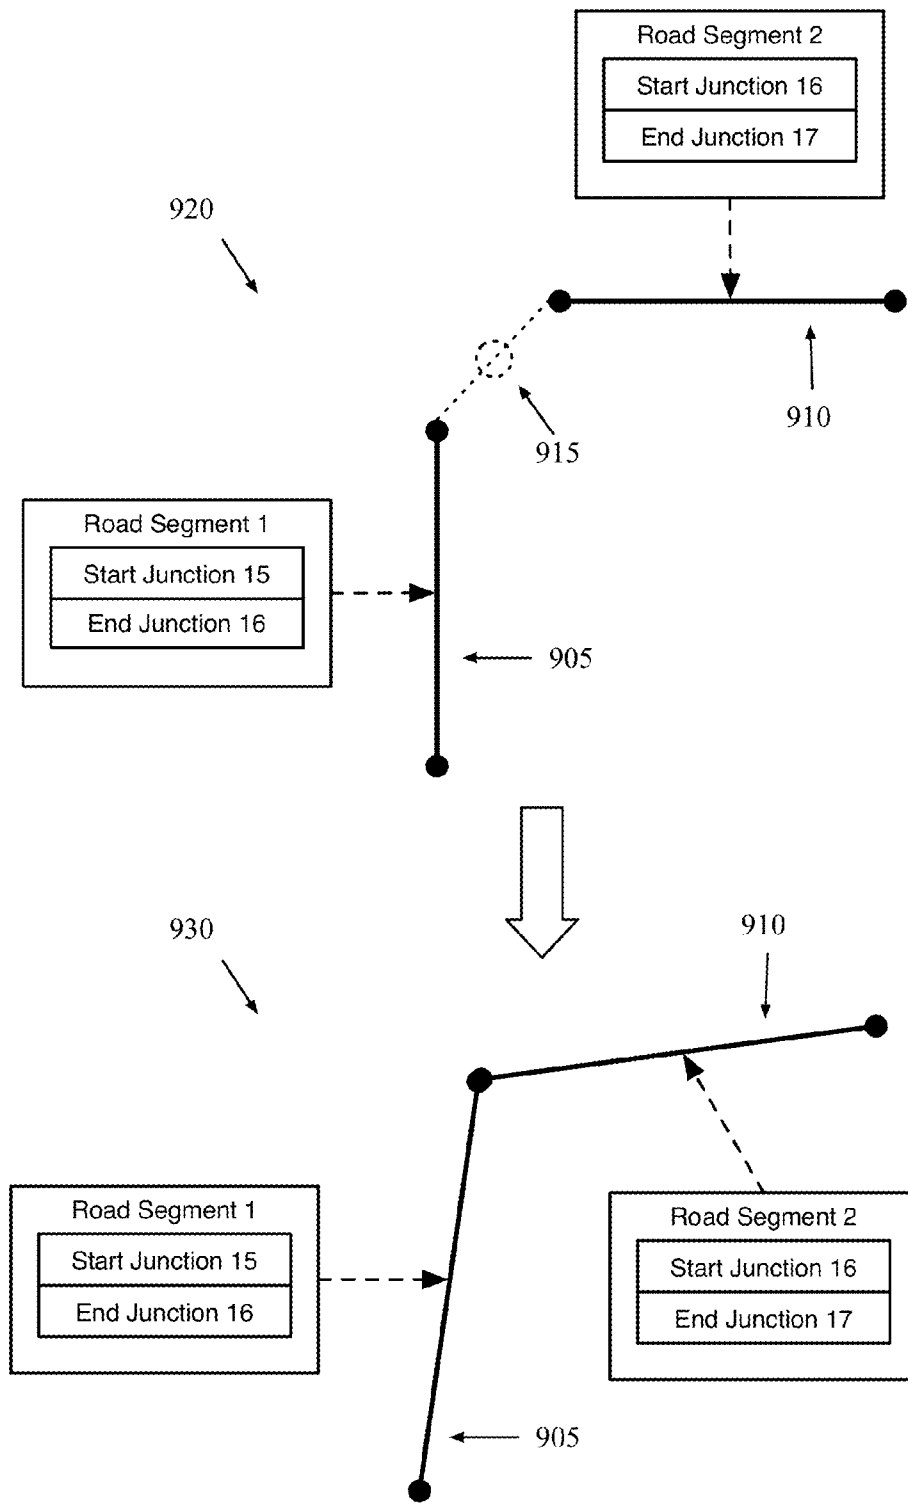 Road Segment 2
Start Junction 16
End Junction 17
920
910
915
Road Segment 1
Start Junction 15
End Junction 16
905
930
910
Road Segment 1
Start Junction 15
End Junction 16
Road Segment 2
Start Junction 16
End Junction 17
905